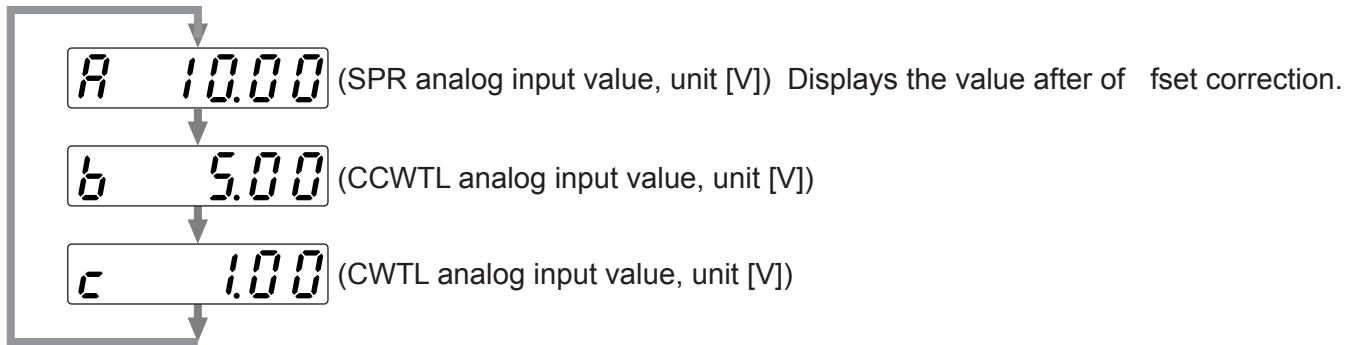 A 10.00 (SPR analog input value, unit [V]) Displays the value after of fset correction.
b 5.00 (CCWTL analog input value, unit [V])
c 1.00 (CWTL analog input value, unit [V])